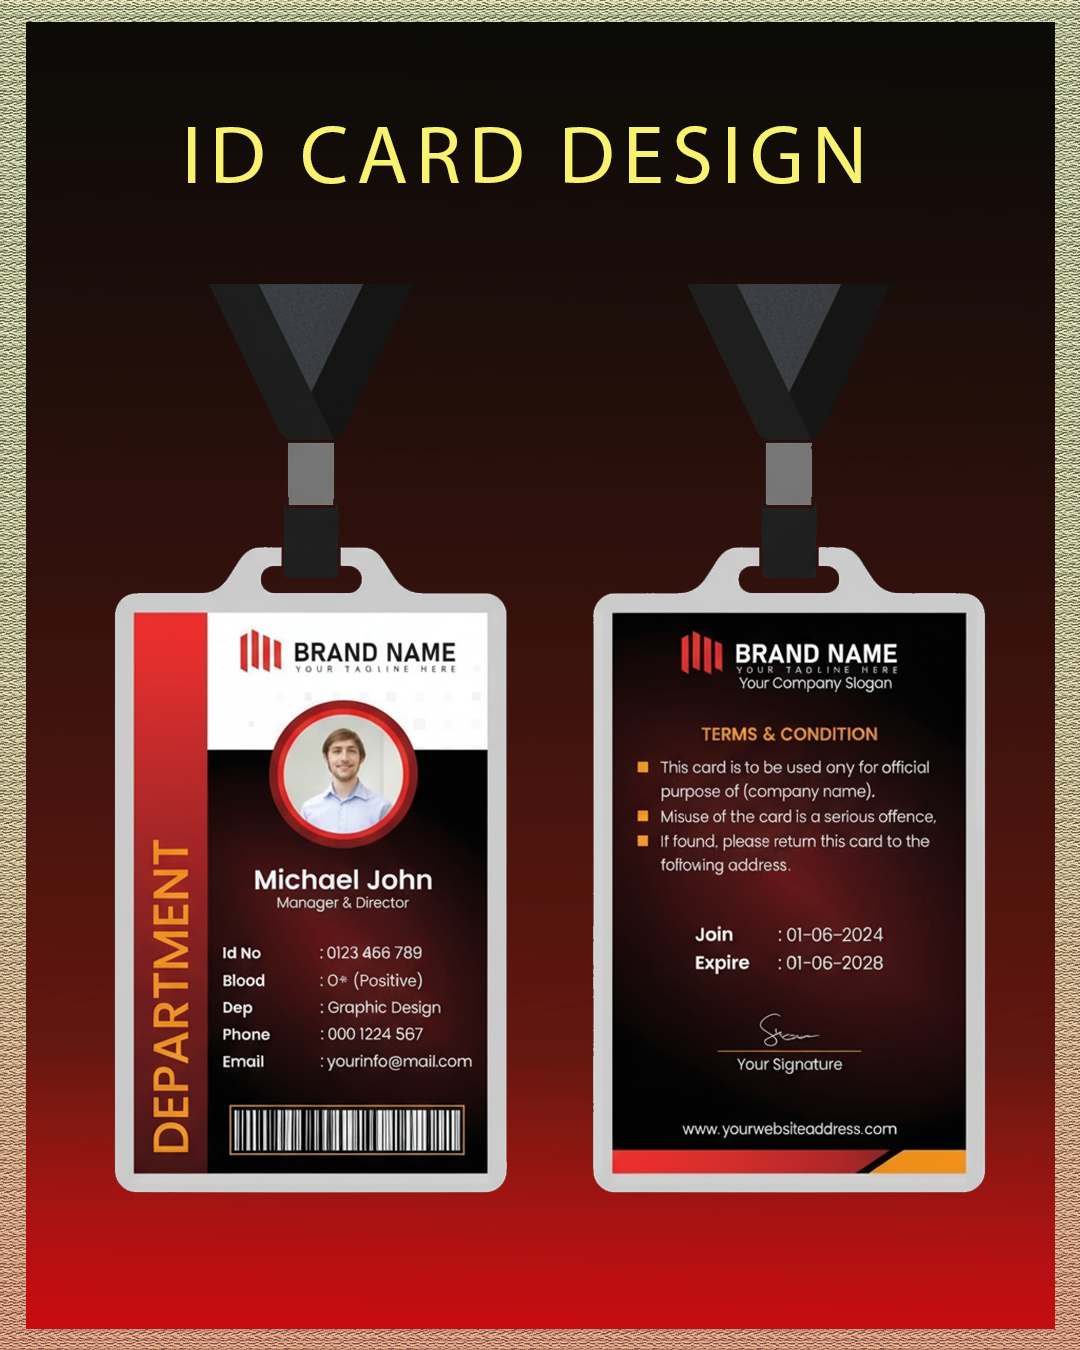 ID CARD DESIGN
BRAND NAME
YOUR TAGLINE HERE
Michael John
Manager & Director
Id No : 0123 466 789
Blood : O+ (Positive)
Dep : Graphic Design
Phone : 000 1224 567
Email : yourinfo@mail.com
DEPARTMENT
BRAND NAME
YOUR TAGLINE HERE
Your Company Slogan
TERMS & CONDITION
This card is to be used ony for official
purpose of (company name).
Misuse of the card is a serious offence,
If found, please return this card to the
foffowing address.
Join : 01-06-2024
Expire : 01-06-2028
Your Signature
www.yourwebsiteaddress.com